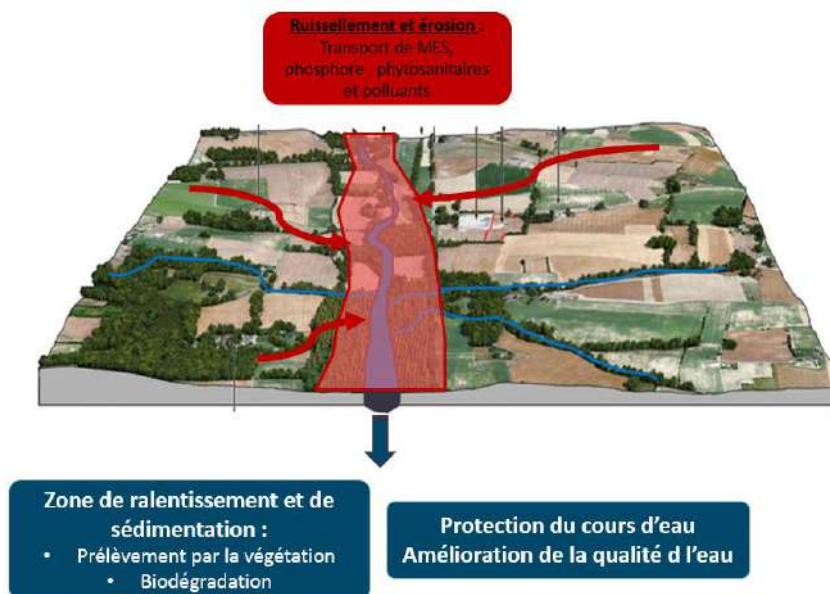 Ruissellement et érosion :
Transport de MES,
phosphore , phytosanitaires
et polluants
Zone de ralentissement et de
sédimentation :
• Prélèvement par la végétation
• Biodégradation
Protection du cours d'eau
Amélioration de la qualité d l'eau